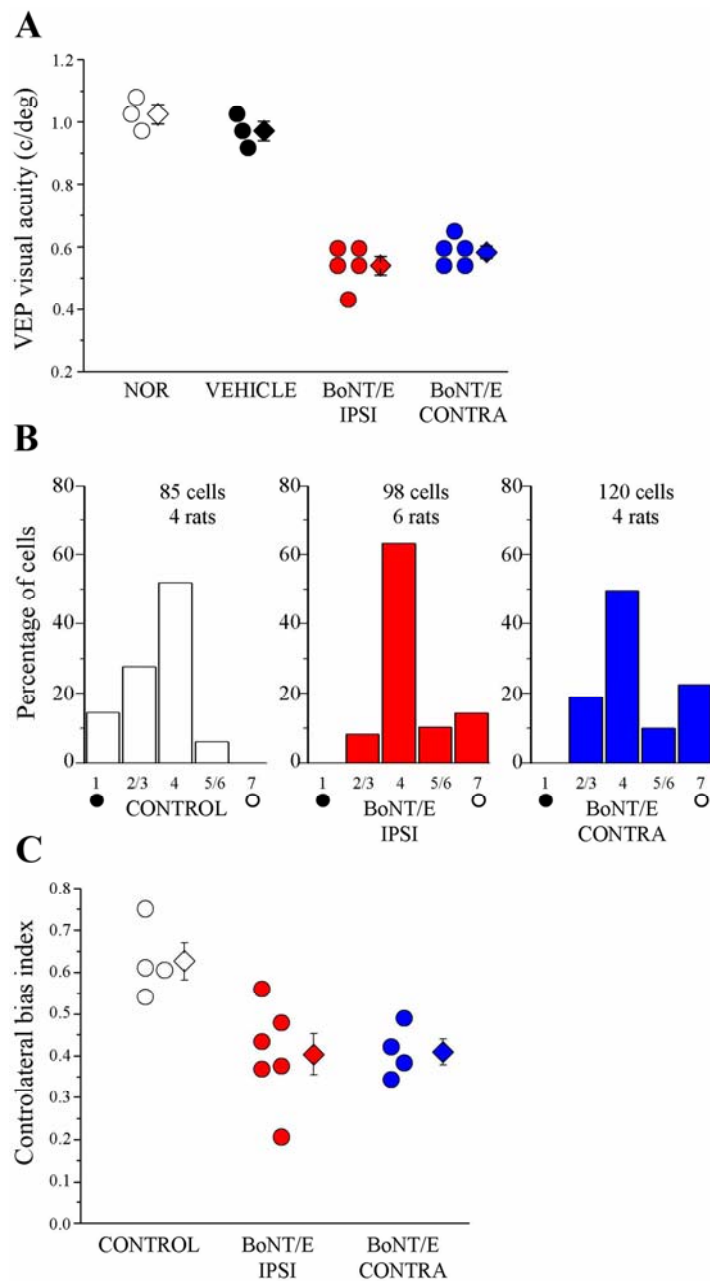 A
VEP visual acuity (c/deg)
1.2
1.0
0.8
0.6
0.4
0.2
NOR VEHICLE BoNT/E IPSI BoNT/E CONTRA
B
Percentage of cells
80
60
40
20
0
85 cells
4 rats
1 2/3 4 5/6 7
CONTROL
80
60
40
20
0
98 cells
6 rats
1 2/3 4 5/6 7
BoNT/E
IPSI
80
60
40
20
0
120 cells
4 rats
1 2/3 4 5/6 7
BoNT/E
CONTRA
C
Controlateral bias index
0.8
0.7
0.6
0.5
0.4
0.3
0.2
0.1
0.0
CONTROL BoNT/E IPSI BoNT/E CONTRA